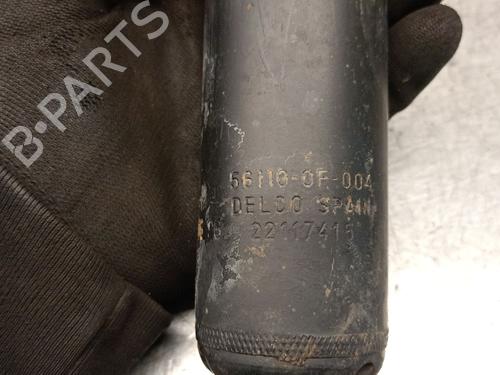 B-PARTS
56110-0F-004
DELCO SPAIN
22117415